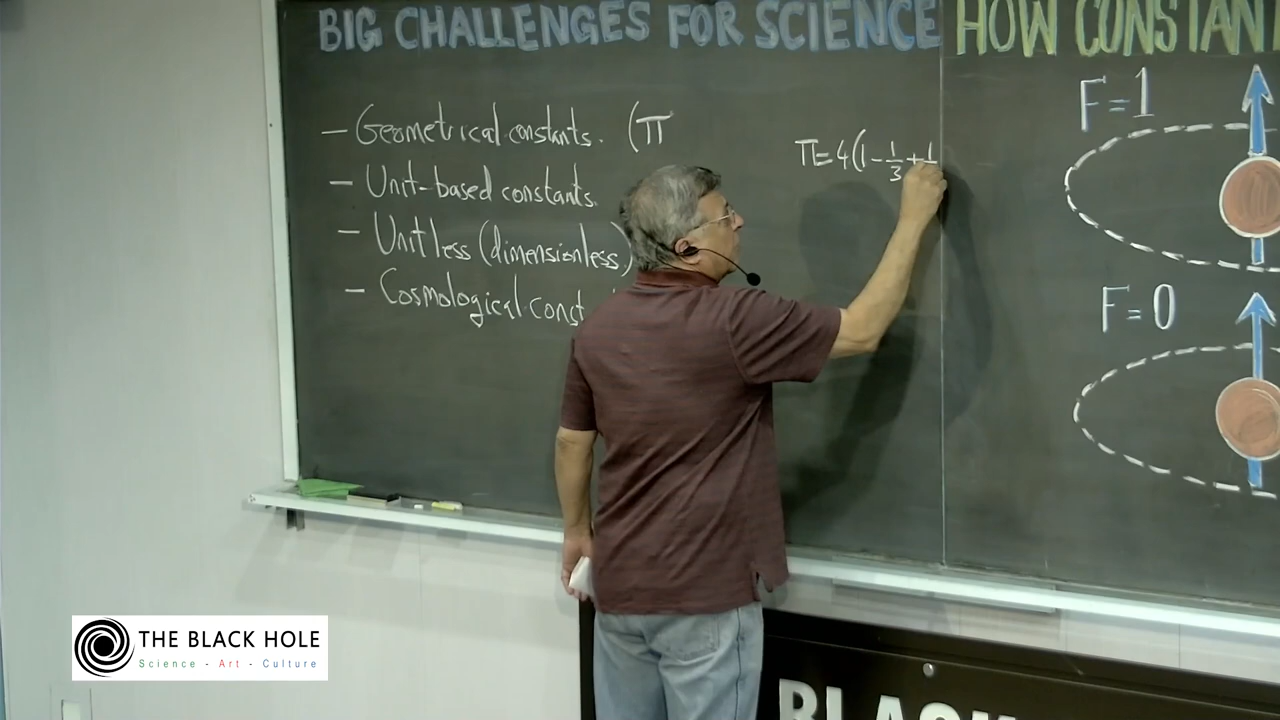 BIG CHALLENGES FOR SCIENCE
— Geometrical constants. (π
— Unit-based constants.
— Unitless (dimensionless)
— Cosmological const
π = 4(1 - 1/3 + 1
HOW CONSTANT
F=1
F=0
THE BLACK HOLE
Science - Art - Culture
BLACK